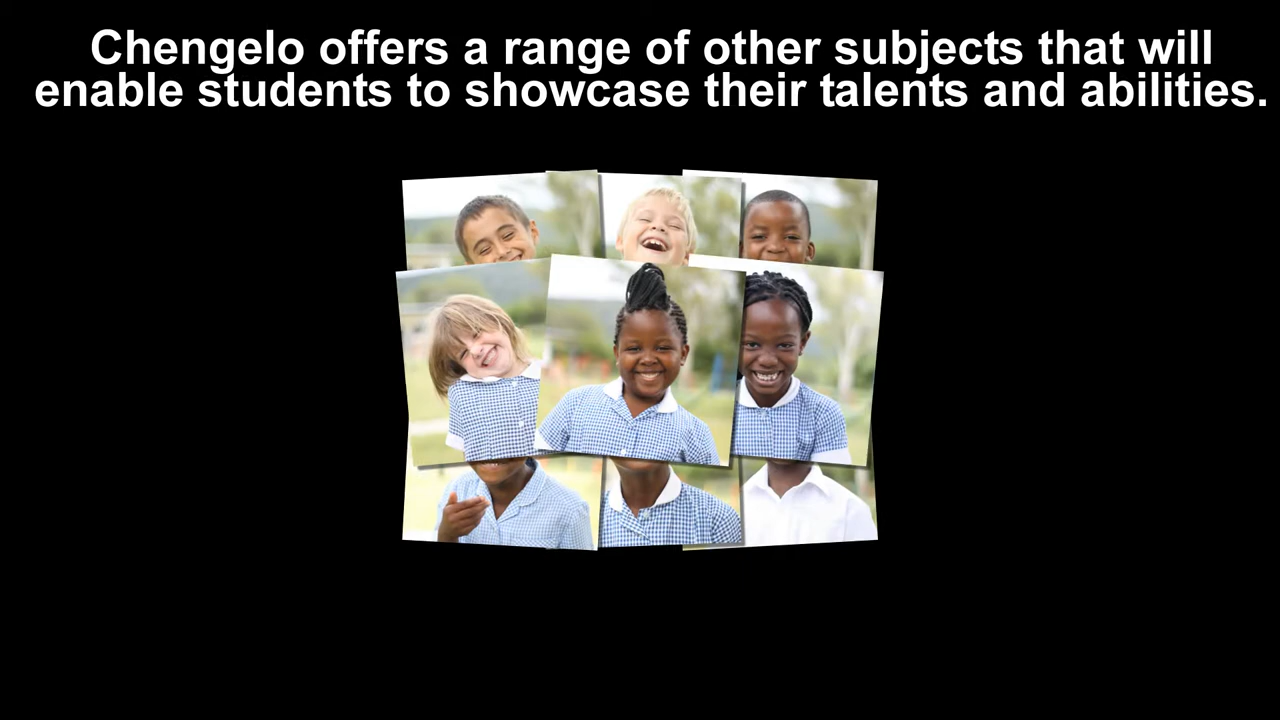 Chengelo offers a range of other subjects that will
enable students to showcase their talents and abilities.